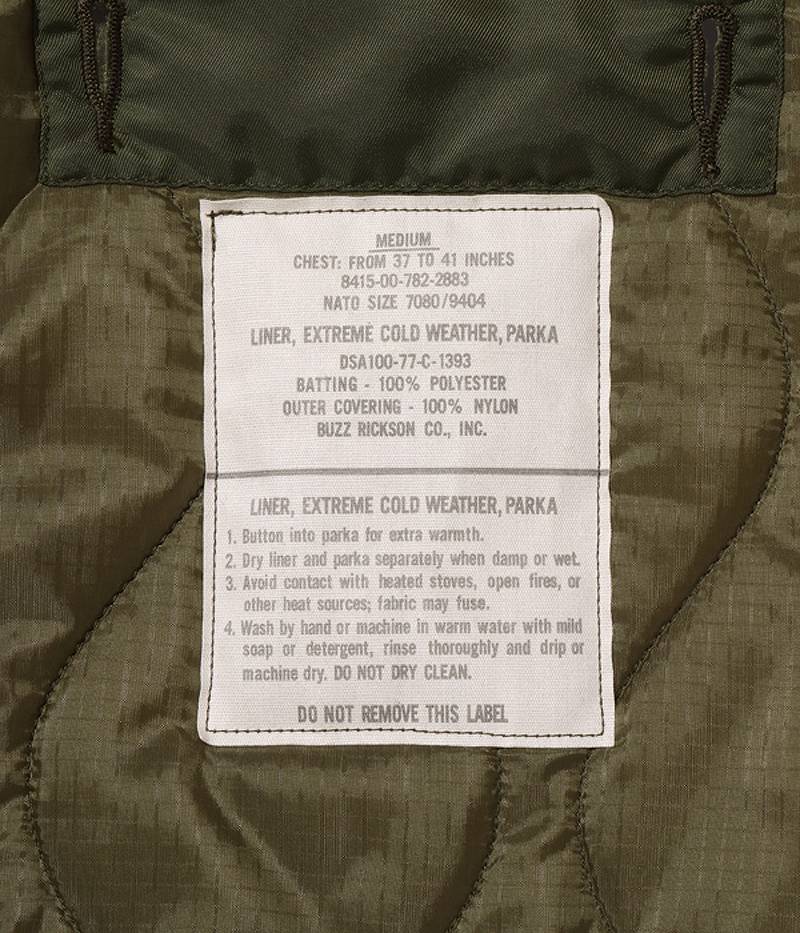 MEDIUM
CHEST: FROM 37 TO 41 INCHES
8415-00-782-2883
NATO SIZE 7080/9404
LINER, EXTREME COLD WEATHER, PARKA
DSA100-77-C-1393
BATTING - 100% POLYESTER
OUTER COVERING - 100% NYLON
BUZZ RICKSON CO., INC.
LINER, EXTREME COLD WEATHER, PARKA
1. Button into parka for extra warmth.
2. Dry liner and parka separately when damp or wet.
3. Avoid contact with heated stoves, open fires, or
other heat sources; fabric may fuse.
4. Wash by hand or machine in warm water with mild
soap or detergent, rinse thoroughly and drip or
machine dry. DO NOT DRY CLEAN.
DO NOT REMOVE THIS LABEL